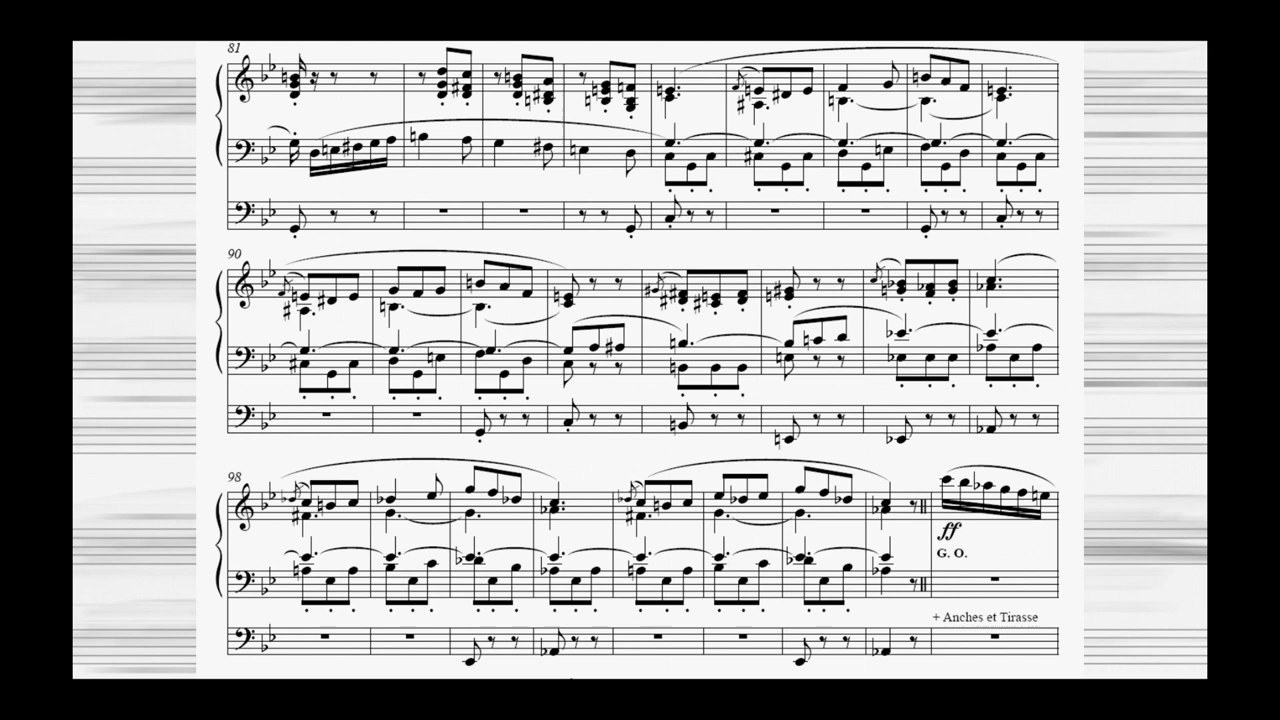 81
90
98
ff
G. O.
+ Anches et Tirasse